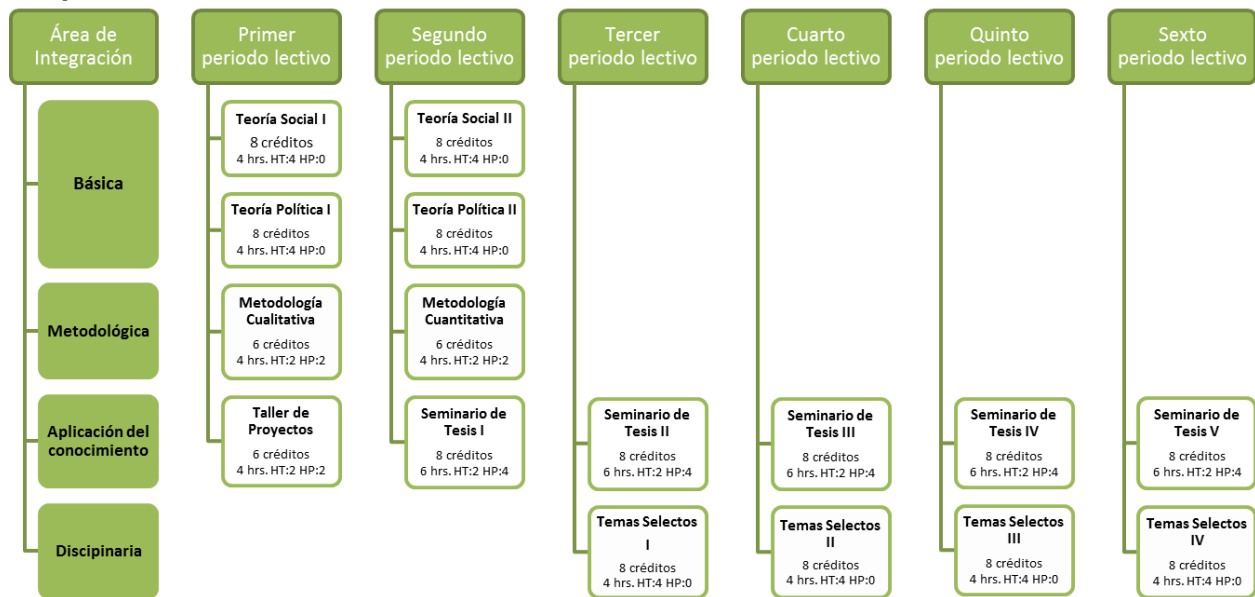 Área de
Integración
Primer
periodo lectivo
Segundo
periodo lectivo
Tercer
periodo lectivo
Cuarto
periodo lectivo
Quinto
periodo lectivo
Sexto
periodo lectivo
Básica
Teoría Social I
8 créditos
4 hrs. HT:4 HP:0
Teoría Social II
8 créditos
4 hrs. HT:4 HP:0
Teoría Política I
8 créditos
4 hrs. HT:4 HP:0
Teoría Política II
8 créditos
4 hrs. HT:4 HP:0
Metodológica
Metodología
Cualitativa
6 créditos
4 hrs. HT:2 HP:2
Metodología
Cuantitativa
6 créditos
4 hrs. HT:2 HP:2
Aplicación del
conocimiento
Taller de
Proyectos
6 créditos
4 hrs. HT:2 HP:2
Seminario de
Tesis I
8 créditos
6 hrs. HT:2 HP:4
Seminario de
Tesis II
8 créditos
6 hrs. HT:2 HP:4
Seminario de
Tesis III
8 créditos
6 hrs. HT:2 HP:4
Seminario de
Tesis IV
8 créditos
6 hrs. HT:2 HP:4
Seminario de
Tesis V
8 créditos
6 hrs. HT:2 HP:4
Discipinaria
Temas Selectos
I
8 créditos
4 hrs. HT:4 HP:0
Temas Selectos
II
8 créditos
4 hrs. HT:4 HP:0
Temas Selectos
III
8 créditos
4 hrs. HT:4 HP:0
Temas Selectos
IV
8 créditos
4 hrs. HT:4 HP:0